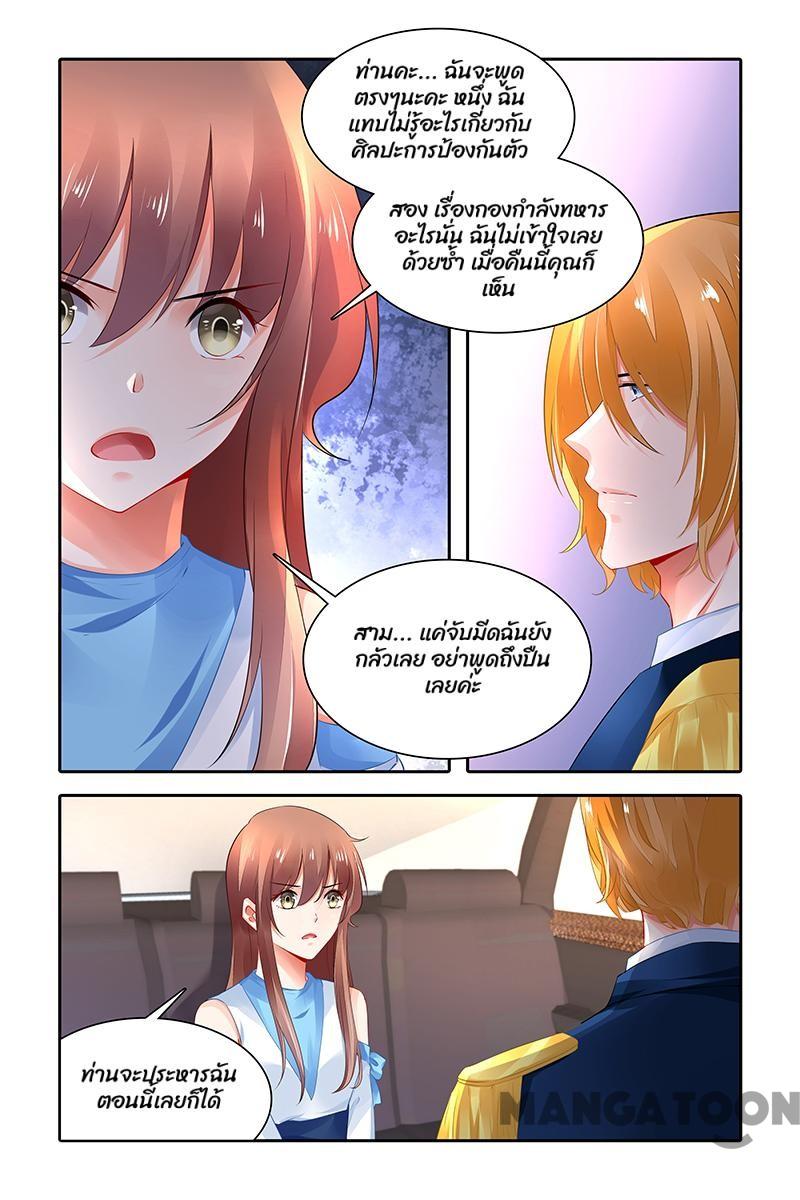 ท่านคะ... ฉันจะพูด
ตรงๆนะคะ หนึ่ง ฉัน
แทบไม่รู้อะไรเกี่ยวกับ
ศิลปะการป้องกันตัว
สอง เรื่องกองกำลังทหาร
อะไรนั่น ฉันไม่เข้าใจเลย
ด้วยซ้ำ เมื่อคืนนี้คุณก็
เห็น
สาม... แค่จับมีดฉันยัง
กลัวเลย อย่าพูดถึงปืน
เลยค่ะ
ท่านจะประหารฉัน
ตอนนี้เลยก็ได้
MANGATOON